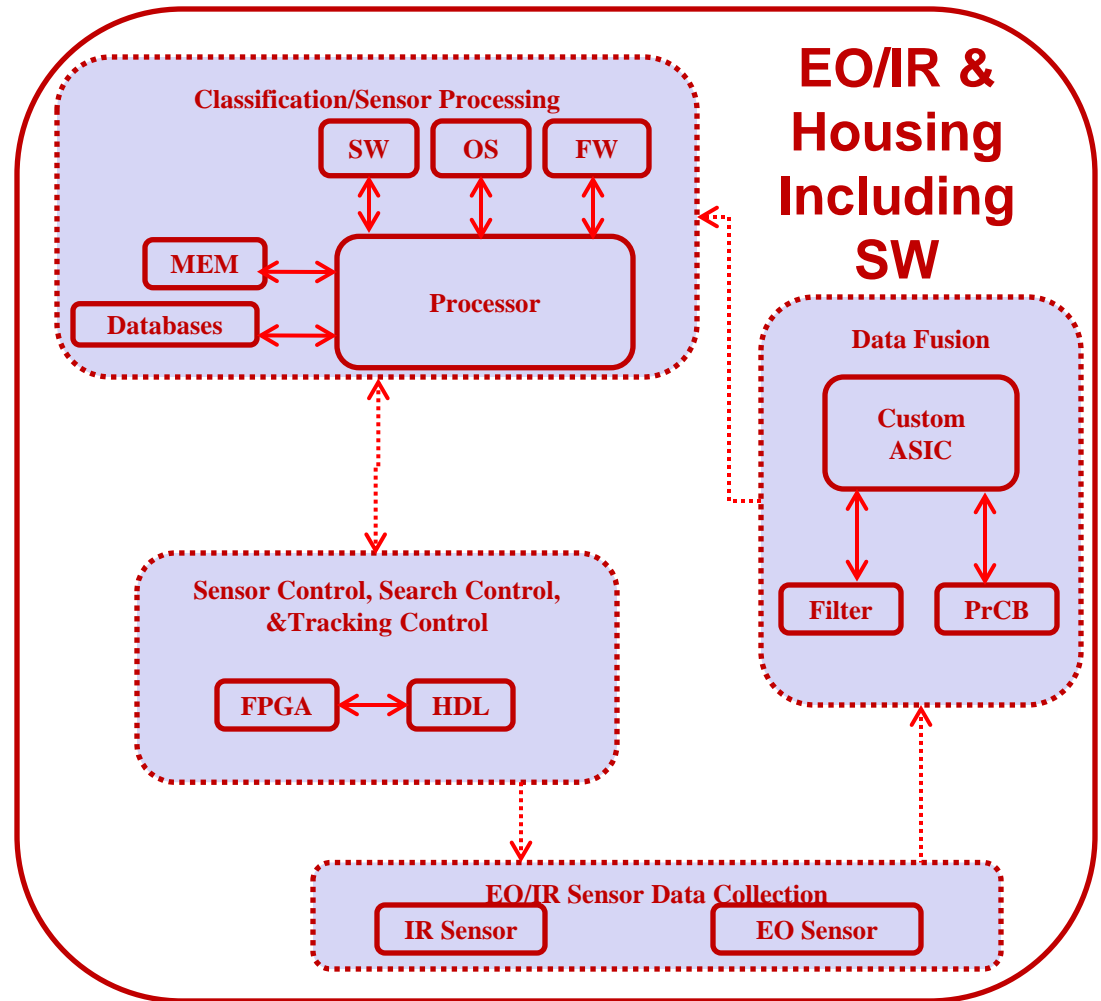 EO/IR &
Housing
Including
SW
Classification/Sensor Processing
SW
OS
FW
MEM
Databases
Processor
Data Fusion
Custom
ASIC
Filter
PrCB
Sensor Control, Search Control,
&Tracking Control
FPGA
HDL
EO/IR Sensor Data Collection
IR Sensor
EO Sensor